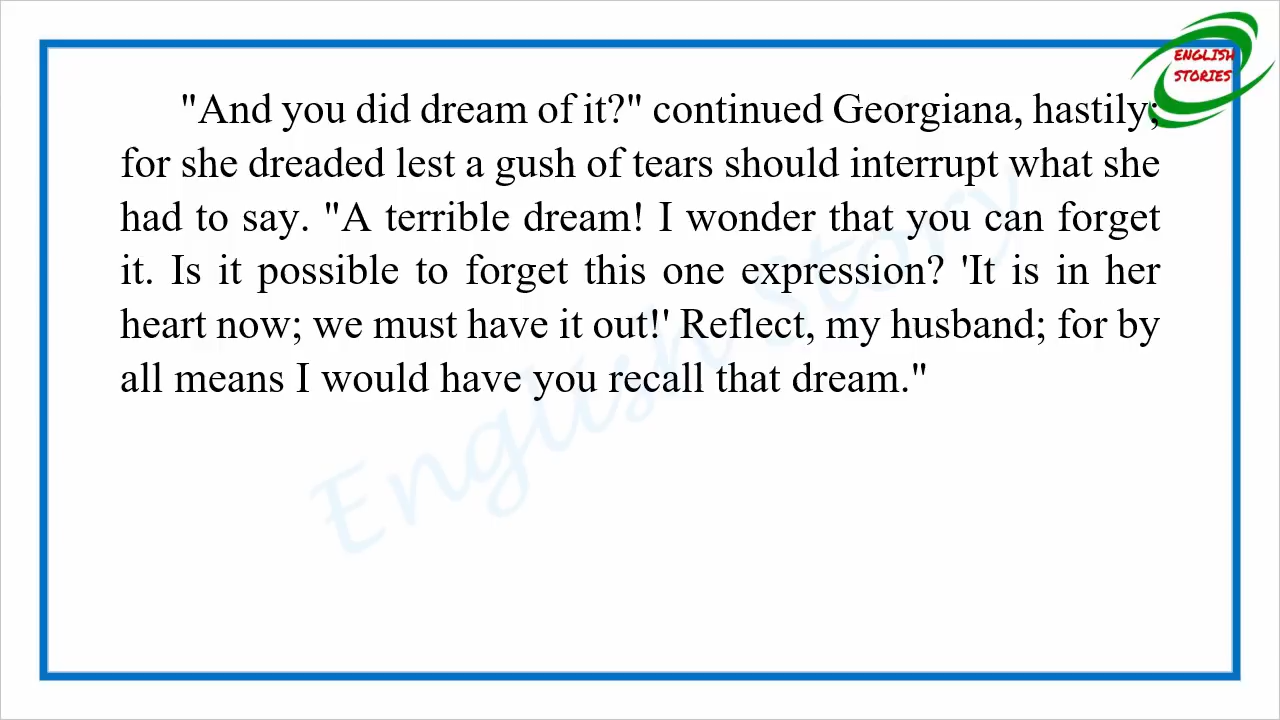 ENGLISH
STORIES
"And you did dream of it?" continued Georgiana, hastily;
for she dreaded lest a gush of tears should interrupt what she
had to say. "A terrible dream! I wonder that you can forget
it. Is it possible to forget this one expression? 'It is in her
heart now; we must have it out!' Reflect, my husband; for by
all means I would have you recall that dream."
English Story